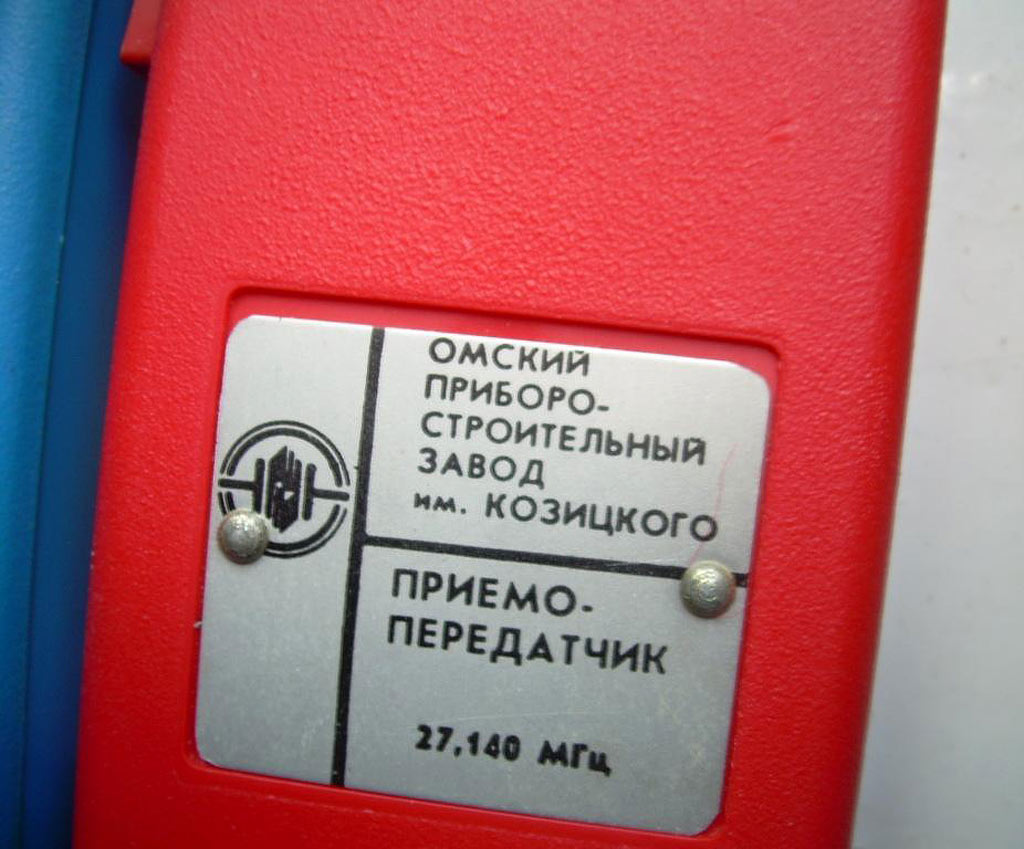 ОМСКИЙ
ПРИБОРО-
СТРОИТЕЛЬНЫЙ
ЗАВОД
им. КОЗИЦКОГО
ПРИЕМО-
ПЕРЕДАТЧИК
27,140 МГц